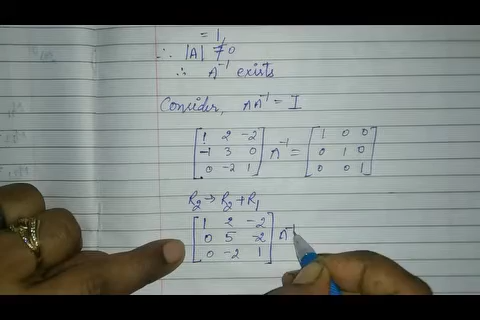 = 1
∴ |A| ≠ 0
∴ A⁻¹ exists
Consider, AA⁻¹ = I
[1 2 -2] [1 0 0]
[-1 3 0] A⁻¹ = [0 1 0]
[0 -2 1] [0 0 1]
R₂ → R₂ + R₁
[1 2 -2]
[0 5 -2] A⁻¹
[0 -2 1]